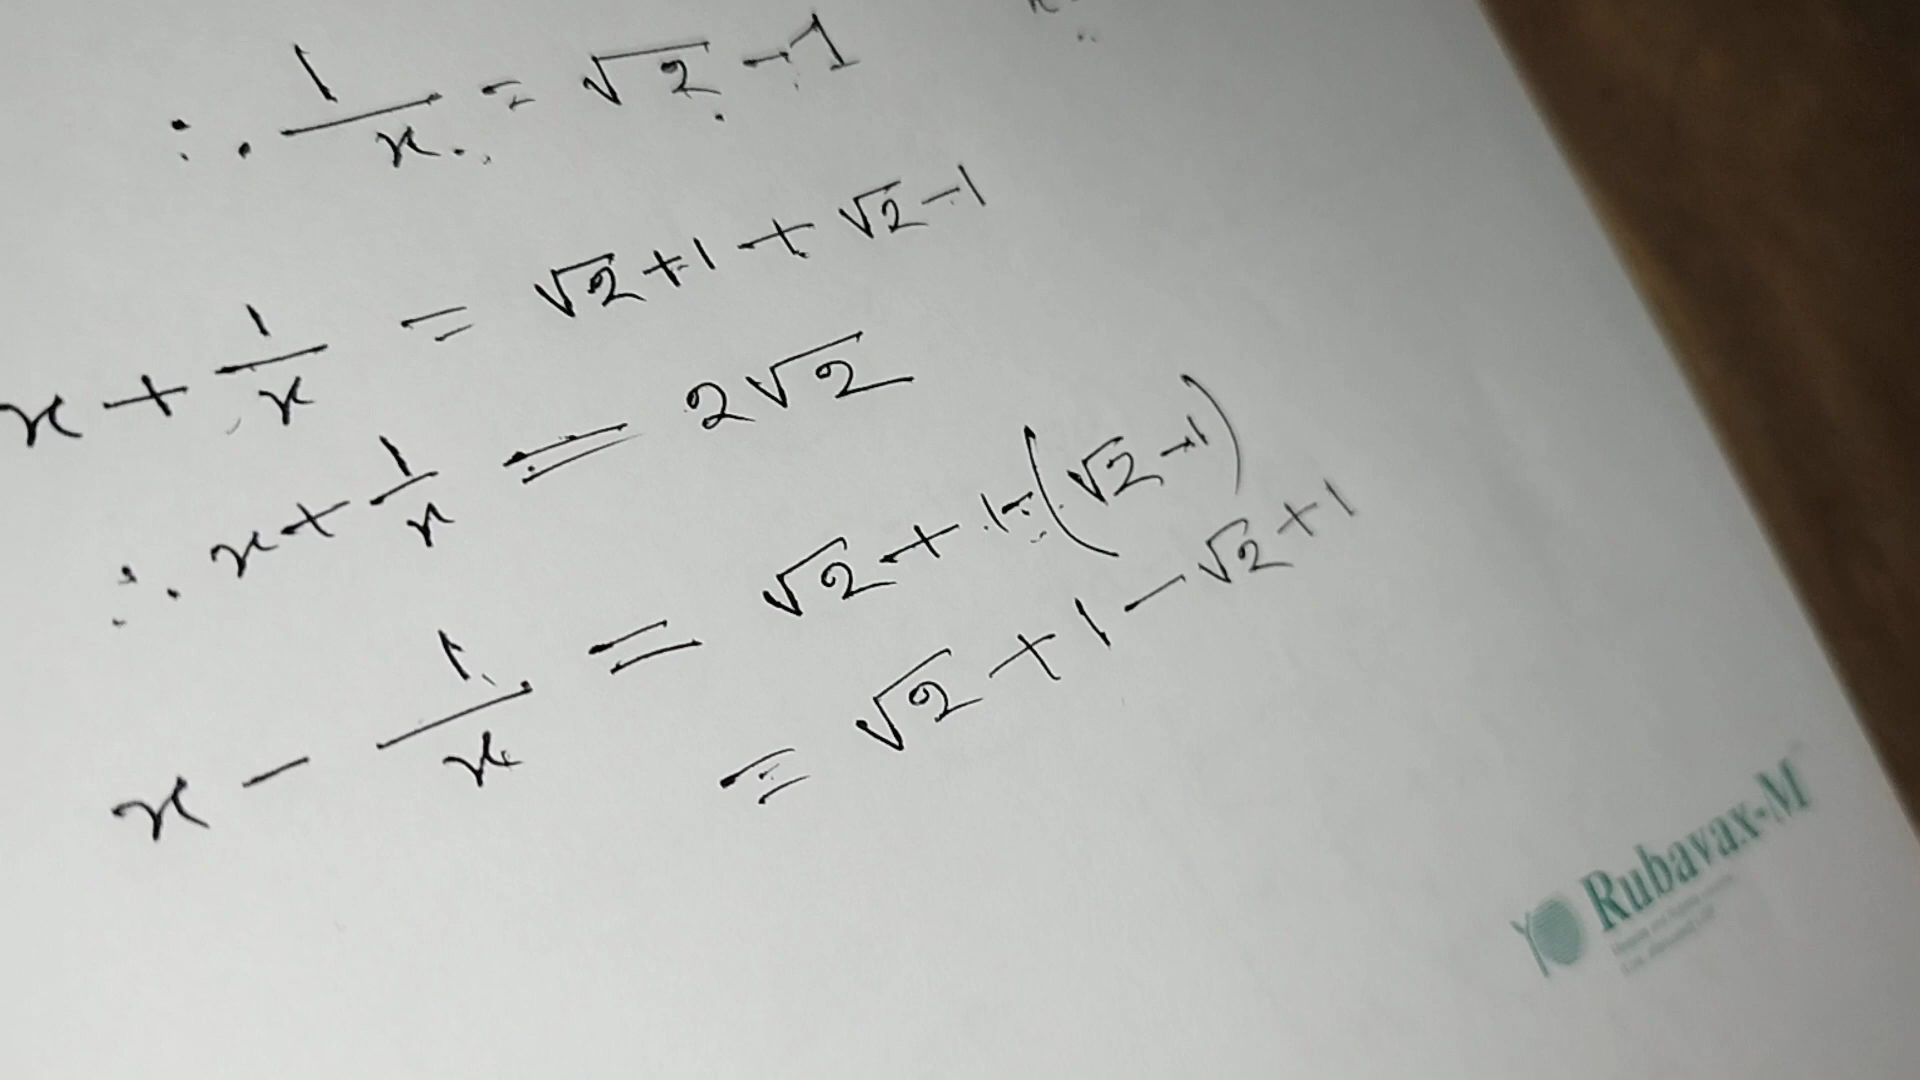 ∴ 1/x = √2 - 1
x + 1/x = √2 + 1 + √2 - 1
∴ x + 1/x = 2√2
x - 1/x = √2 + 1 - (√2 - 1)
= √2 + 1 - √2 + 1
Rubavax-M